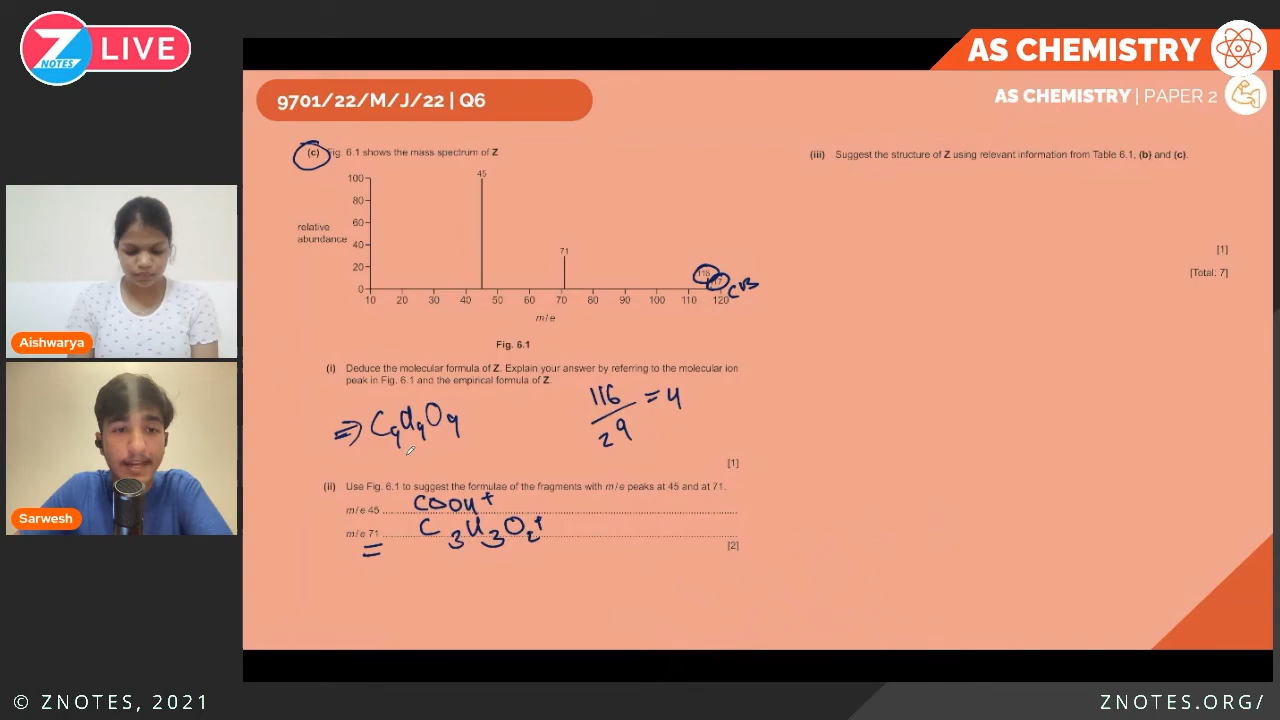 Z NOTES LIVE
AS CHEMISTRY
9701/22/M/J/22 | Q6
AS CHEMISTRY | PAPER 2
(c) Fig. 6.1 shows the mass spectrum of Z
(iii) Suggest the structure of Z using relevant information from Table 6.1, (b) and (c).
[1]
[Total: 7]
100
80
60
40
20
0
relative
abundance
45
71
116
117
C13
10 20 30 40 50 60 70 80 90 100 110 120
m / e
Fig. 6.1
(i) Deduce the molecular formula of Z. Explain your answer by referring to the molecular ion
peak in Fig. 6.1 and the empirical formula of Z.
116/29 = 4
=> C4H4O4
[1]
(ii) Use Fig. 6.1 to suggest the formulae of the fragments with m / e peaks at 45 and at 71.
m / e 45 COOH+
m / e 71 C3H3O2+
[2]
Aishwarya
Sarwesh
© ZNOTES, 2021
ZNOTES.ORG/